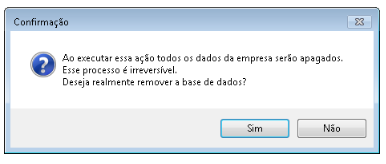 Confirmação
Ao executar essa ação todos os dados da empresa serão apagados.
Esse processo é irreversível.
Deseja realmente remover a base de dados?
Sim
Não